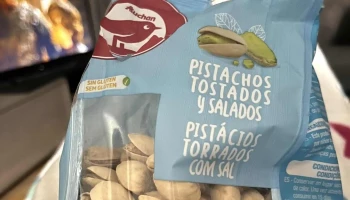 Auchan
PISTACHOS
TOSTADOS
Y SALADOS
SIN GLUTEN
SEM GLÚTEN
PISTÁCIOS
TORRADOS
COM SAL